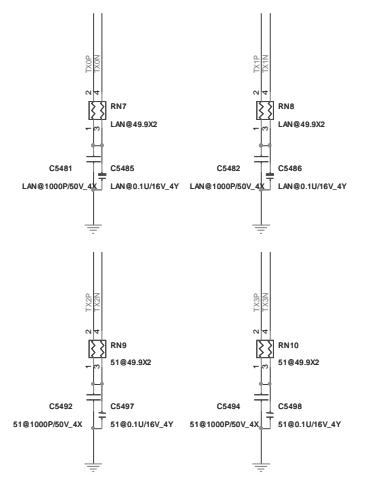 TX0P TX0N
2 4
RN7
LAN@49.9X2
1 3
C5481 C5485
LAN@1000P/50V_4X LAN@0.1U/16V_4Y
TX1P TX1N
2 4
RN8
LAN@49.9X2
1 3
C5482 C5486
LAN@1000P/50V_4X LAN@0.1U/16V_4Y
TX2P TX2N
2 4
RN9
51@49.9X2
1 3
C5492 C5497
51@1000P/50V_4X 51@0.1U/16V_4Y
TX3P TX3N
2 4
RN10
51@49.9X2
1 3
C5494 C5498
51@1000P/50V_4X 51@0.1U/16V_4Y